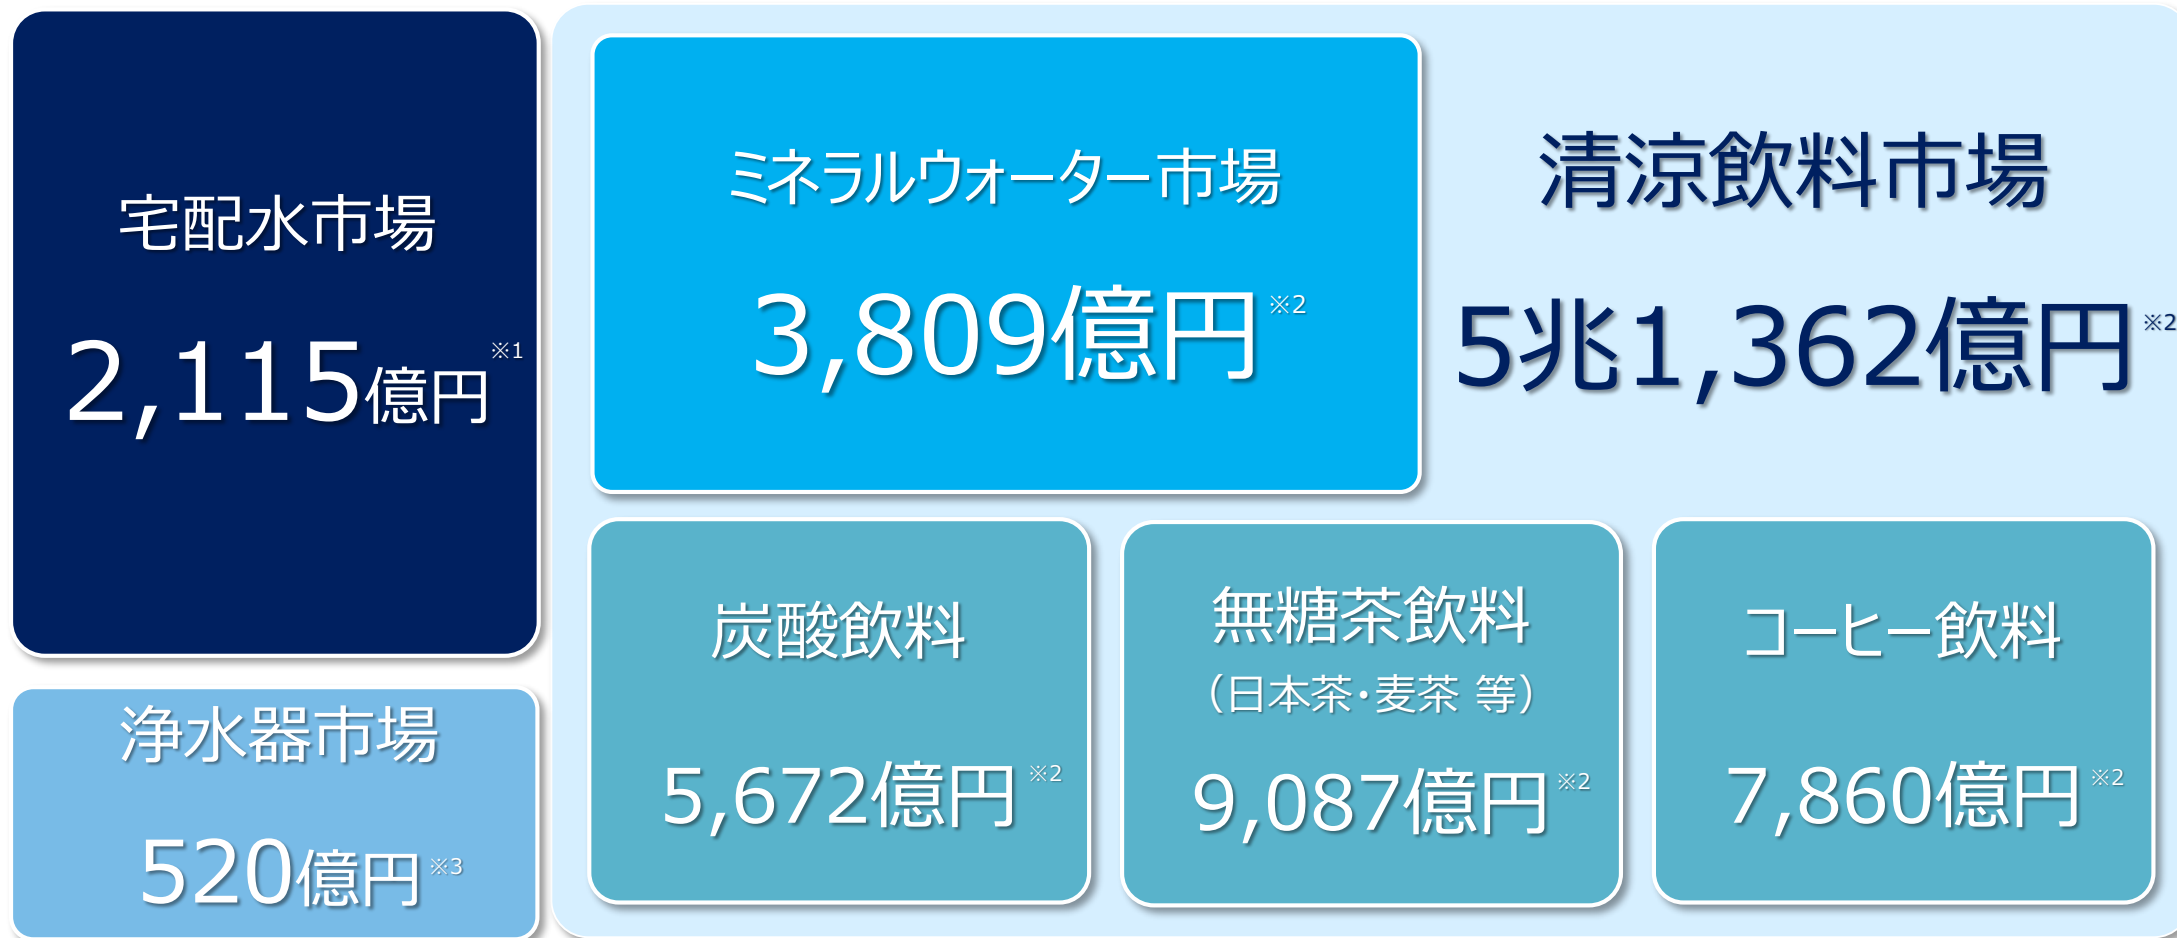 宅配水市場
2,115億円※1
浄水器市場
520億円※3
ミネラルウォーター市場
3,809億円※2
清涼飲料市場
5兆1,362億円※2
炭酸飲料
5,672億円※2
無糖茶飲料
（日本茶・麦茶 等）
9,087億円※2
コーヒー飲料
7,860億円※2